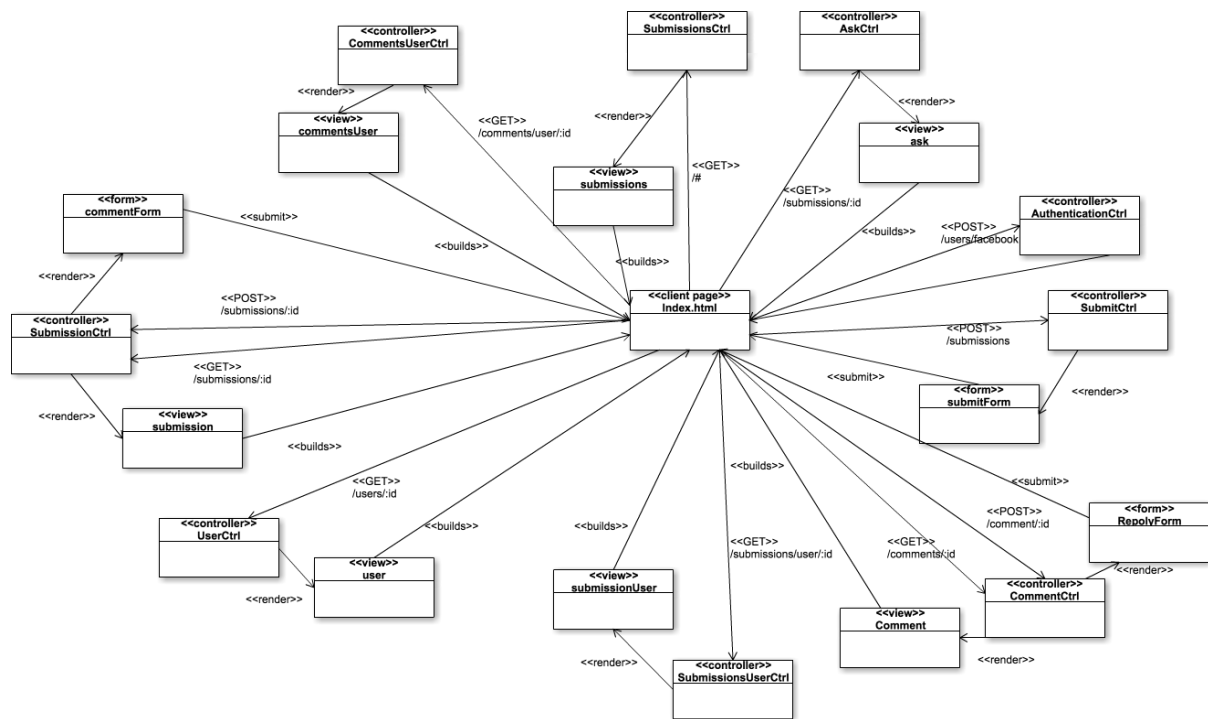 <<controller>>
SubmissionsCtrl
<<controller>>
AskCtrl
<<controller>>
CommentsUserCtrl
<<render>>
<<render>>
<<render>>
<<view>>
commentsUser
<<GET>>
/comments/user/:id
<<view>>
ask
<<view>>
submissions
<<GET>>
/#
<<GET>>
/submissions/:id
<<form>>
commentForm
<<controller>>
AuthenticationCtrl
<<submit>>
<<POST>>
/users/facebook
<<builds>>
<<builds>>
<<builds>>
<<render>>
<<client page>>
Index.html
<<controller>>
SubmitCtrl
<<POST>>
/submissions/:id
<<controller>>
SubmissionCtrl
<<POST>>
/submissions
<<GET>>
/submissions/:id
<<submit>>
<<form>>
submitForm
<<render>>
<<render>>
<<view>>
submission
<<builds>>
<<builds>>
<<GET>>
/users/:id
<<submit>>
<<controller>>
UserCtrl
<<builds>>
<<builds>>
<<POST>>
/comment/:id
<<form>>
RepolyForm
<<GET>>
/submissions/user/:id
<<GET>>
/comments/:id
<<view>>
user
<<render>>
<<view>>
submissionUser
<<render>>
<<controller>>
CommentCtrl
<<view>>
Comment
<<render>>
<<render>>
<<controller>>
SubmissionsUserCtrl